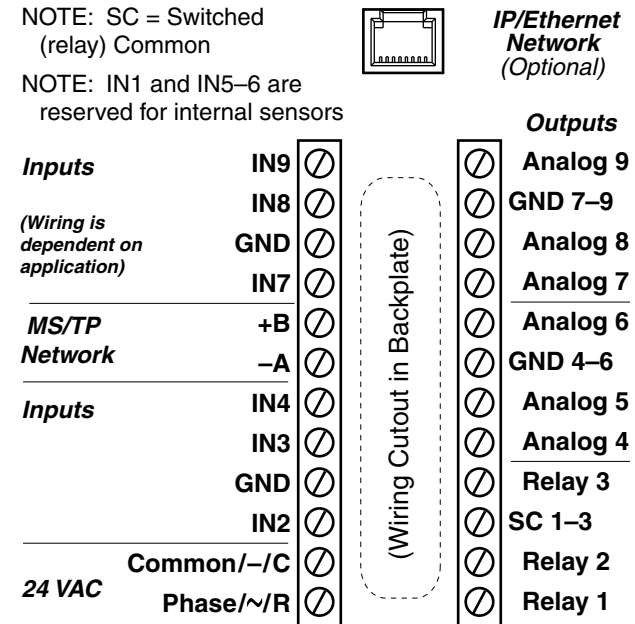 NOTE: SC = Switched
(relay) Common
NOTE: IN1 and IN5–6 are
reserved for internal sensors
IP/Ethernet
Network
(Optional)
Inputs
(Wiring is
dependent on
application)
IN9
IN8
GND
IN7
MS/TP
Network
+B
–A
Inputs
IN4
IN3
GND
IN2
24 VAC
Common/–/C
Phase/~/R
(Wiring Cutout in Backplate)
Outputs
Analog 9
GND 7–9
Analog 8
Analog 7
Analog 6
GND 4–6
Analog 5
Analog 4
Relay 3
SC 1–3
Relay 2
Relay 1